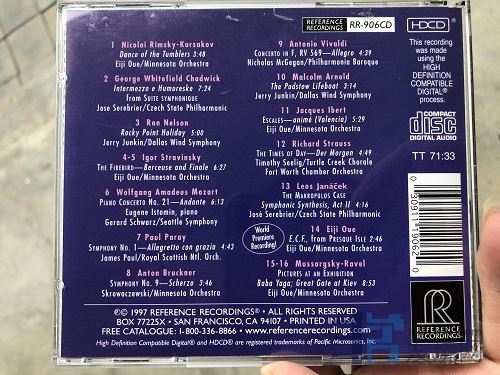 REFERENCE RECORDINGS
RR-906CD
HDCD®
1 Nicolai Rimsky-Korsakov
Dance of the Tumblers 3:48
Eiji Oue/Minnesota Orchestra
2 George Whitefield Chadwick
Intermezzo e Humoreske 7:24
from Suite symphonique
Jose Serebrier/Czech State Philharmonic
3 Ron Nelson
Rocky Point Holiday 5:00
Jerry Junkin/Dallas Wind Symphony
4-5 Igor Stravinsky
The Firebird—Berceuse and Finale 6:27
Eiji Oue/Minnesota Orchestra
6 Wolfgang Amadeus Mozart
Piano Concerto No. 21—Andante 6:13
Eugene Istomin, piano
Gerard Schwarz/Seattle Symphony
7 Paul Paray
Symphony No. 1—Allegretto con grazia 4:43
James Paul/Royal Scottish Ntl. Orch.
8 Anton Bruckner
Symphony No. 9—Scherzo 3:46
Skrowaczewski/Minnesota Orchestra
9 Antonio Vivaldi
Concerto in F, RV 569—Allegro 4:39
Nicholas McGegan/Philharmonia Baroque
10 Malcolm Arnold
The Padstow Lifeboat 3:14
Jerry Junkin/Dallas Wind Symphony
11 Jacques Ibert
Escales—animé (Valencia) 5:29
Eiji Oue/Minnesota Orchestra
12 Richard Strauss
The Times of Day—Der Morgen 4:49
Timothy Seelig/Turtle Creek Chorale
Fort Worth Chamber Orchestra
13 Leos Janáček
The Makropulos Case
Symphonic Synthesis, Act II 4:16
José Serebrier/Czech State Philharmonic
World
Premiere
Recording!
14 Eiji Oue
E.C.F., from Presque Isle 2:46
Eiji Oue/Minnesota Orchestra
15-16 Mussorgsky-Ravel
Pictures at an Exhibition
Baba Yaga; Great Gate at Kiev 8:53
Eiji Oue/Minnesota Orchestra
This recording
was made
using the
HIGH
DEFINITION
COMPATIBLE
DIGITAL®
process.
COMPACT
disc
DIGITAL AUDIO
TT 71:33
0 30911 19062 0
© 1997 REFERENCE RECORDINGS®
BOX 77225X • SAN FRANCISCO, CA 94107 • Printed in U.S.A.
FREE CATALOGUE: 1-800-336-8866 • www.referencerecordings.com
High Definition Compatible Digital® and HDCD® are registered trademarks of Pacific Microsonics, Inc.
REFERENCE
RECORDINGS